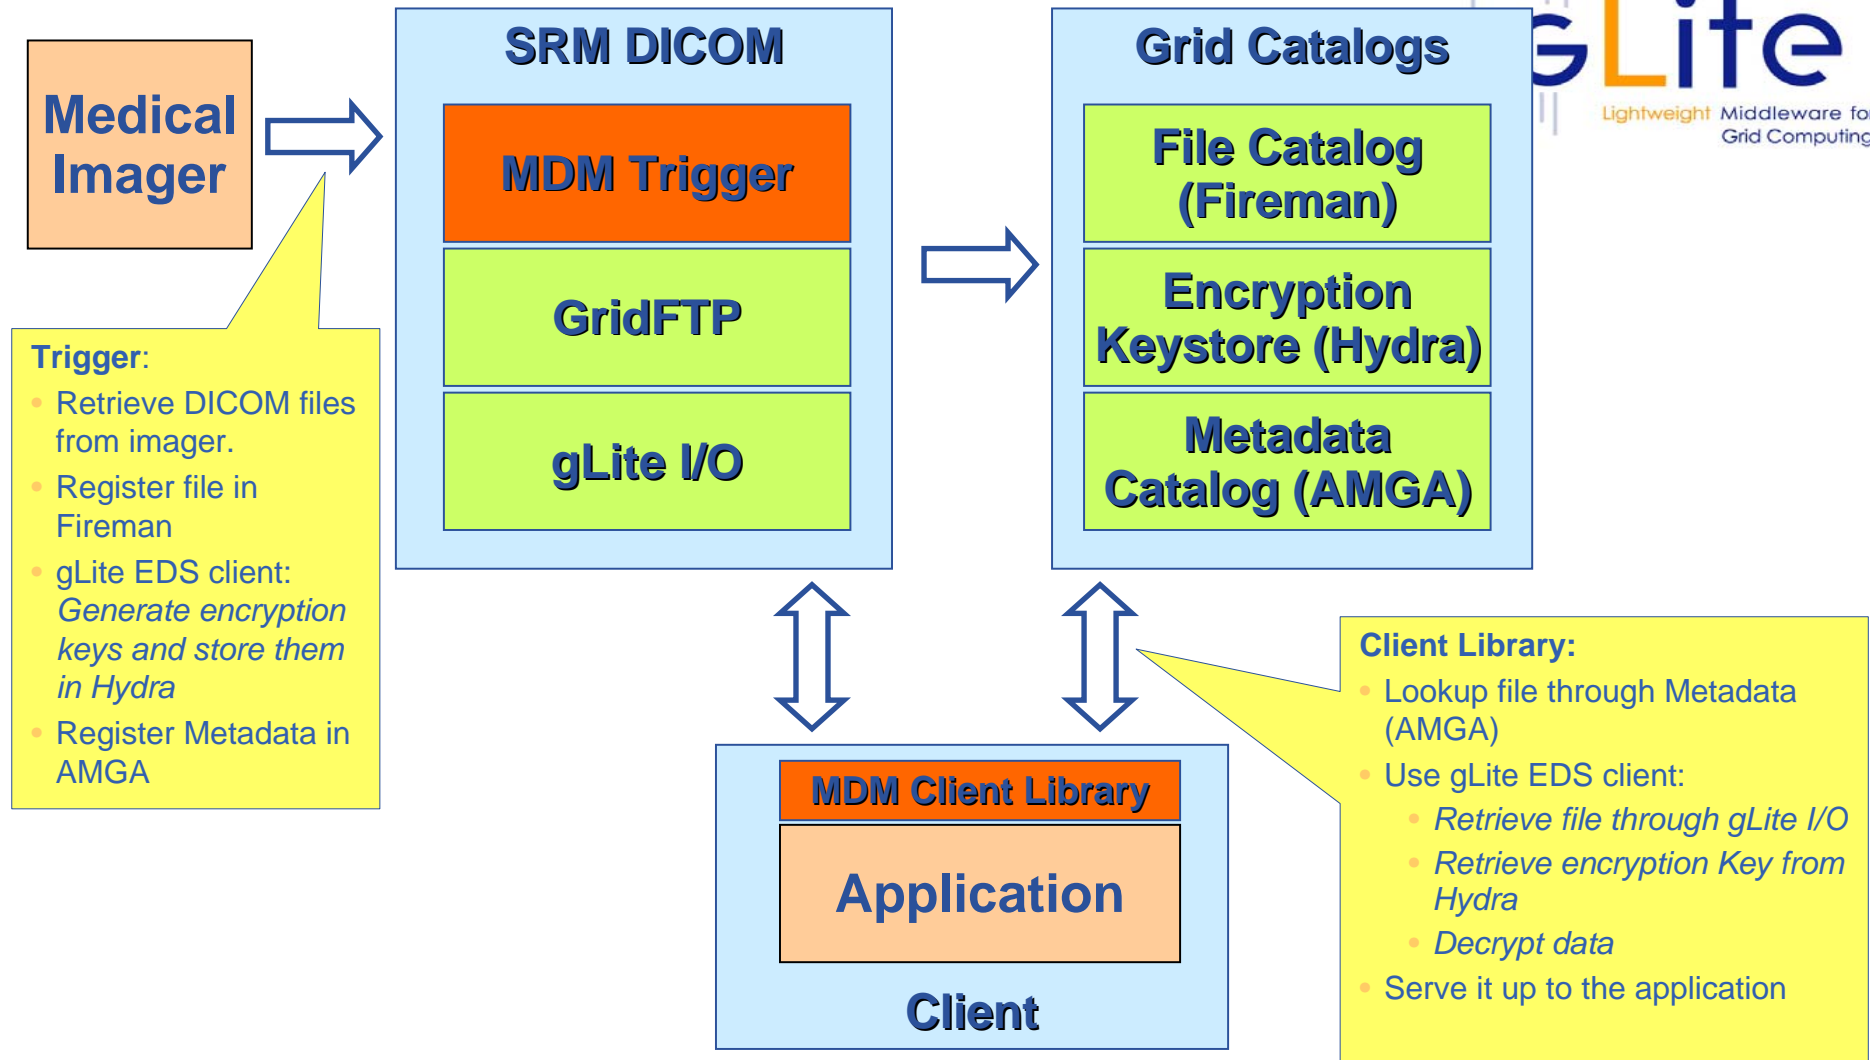 Medical
Imager
SRM DICOM
MDM Trigger
GridFTP
gLite I/O
Grid Catalogs
File Catalog
(Fireman)
Encryption
Keystore (Hydra)
Metadata
Catalog (AMGA)
gLite
Lightweight Middleware for
Grid Computing
Trigger:
• Retrieve DICOM files
from imager.
• Register file in
Fireman
• gLite EDS client:
Generate encryption
keys and store them
in Hydra
• Register Metadata in
AMGA
MDM Client Library
Application
Client
Client Library:
• Lookup file through Metadata
(AMGA)
• Use gLite EDS client:
• Retrieve file through gLite I/O
• Retrieve encryption Key from
Hydra
• Decrypt data
• Serve it up to the application